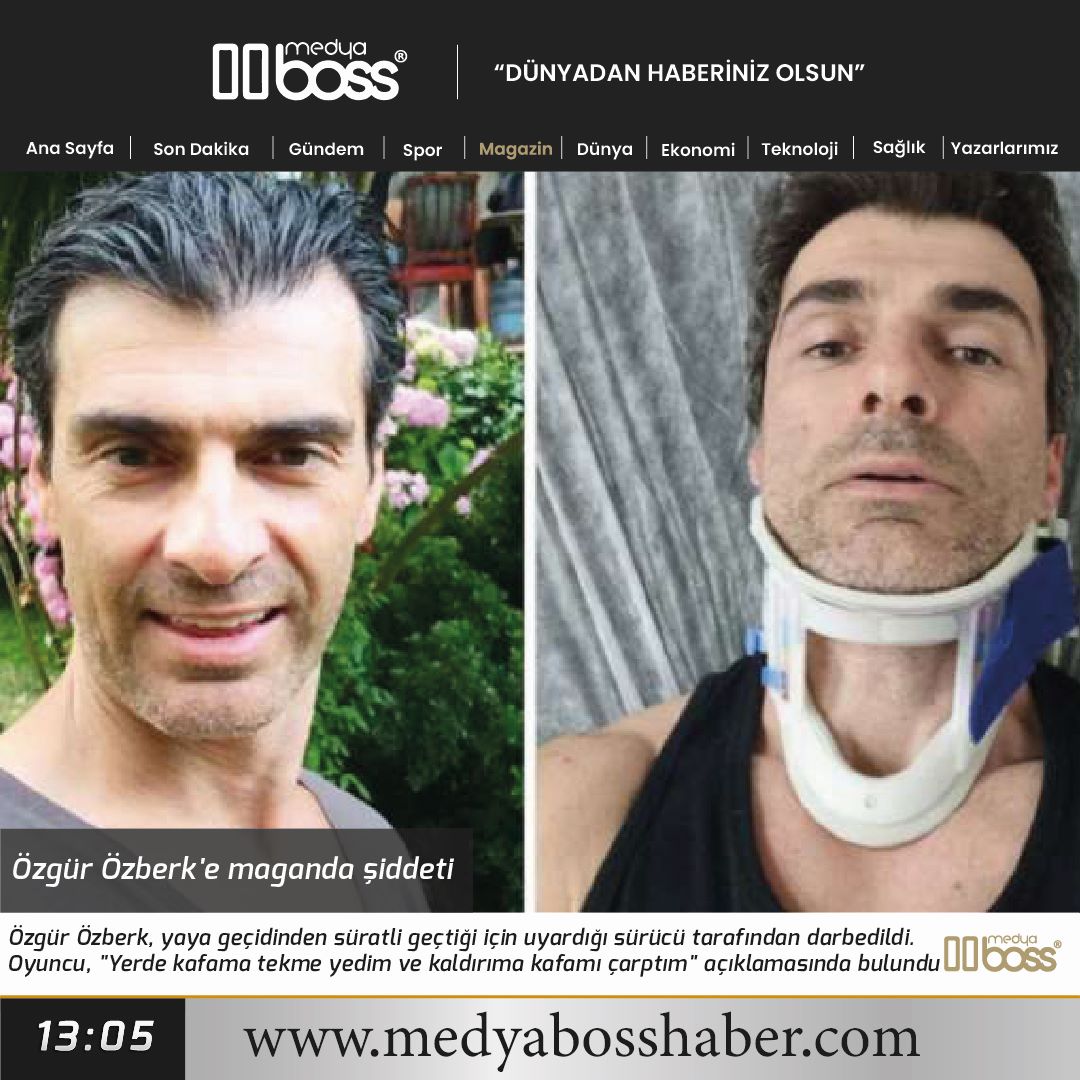 medya
boss®
“DÜNYADAN HABERİNİZ OLSUN”
Ana Sayfa
Son Dakika
Gündem
Spor
Magazin
Dünya
Ekonomi
Teknoloji
Sağlık
Yazarlarımız
Özgür Özberk'e maganda şiddeti
Özgür Özberk, yaya geçidinden süratli geçtiği için uyardığı sürücü tarafından darbedildi.
Oyuncu, "Yerde kafama tekme yedim ve kaldırıma kafamı çarptım" açıklamasında bulundu
medya
boss®
13:05
www.medyabosshaber.com